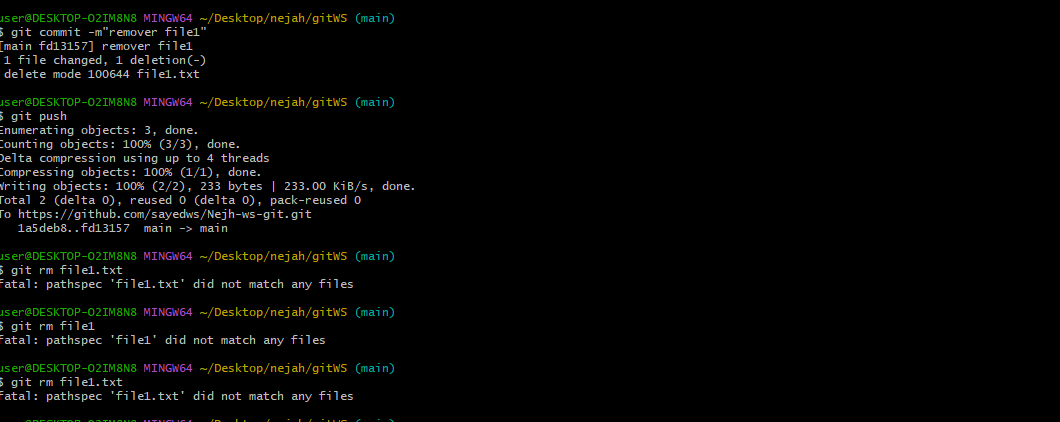 user@DESKTOP-O2IM8N8 MINGW64 ~/Desktop/nejah/gitWS (main)
$ git commit -m"remover file1"
[main fd13157] remover file1
1 file changed, 1 deletion(-)
delete mode 100644 file1.txt
user@DESKTOP-O2IM8N8 MINGW64 ~/Desktop/nejah/gitWS (main)
$ git push
Enumerating objects: 3, done.
Counting objects: 100% (3/3), done.
Delta compression using up to 4 threads
Compressing objects: 100% (1/1), done.
Writing objects: 100% (2/2), 233 bytes | 233.00 KiB/s, done.
Total 2 (delta 0), reused 0 (delta 0), pack-reused 0
To https://github.com/sayedws/Nejh-ws-git.git
1a5deb8..fd13157 main -> main
user@DESKTOP-O2IM8N8 MINGW64 ~/Desktop/nejah/gitWS (main)
$ git rm file1.txt
fatal: pathspec 'file1.txt' did not match any files
user@DESKTOP-O2IM8N8 MINGW64 ~/Desktop/nejah/gitWS (main)
$ git rm file1
fatal: pathspec 'file1' did not match any files
user@DESKTOP-O2IM8N8 MINGW64 ~/Desktop/nejah/gitWS (main)
$ git rm file1.txt
fatal: pathspec 'file1.txt' did not match any files